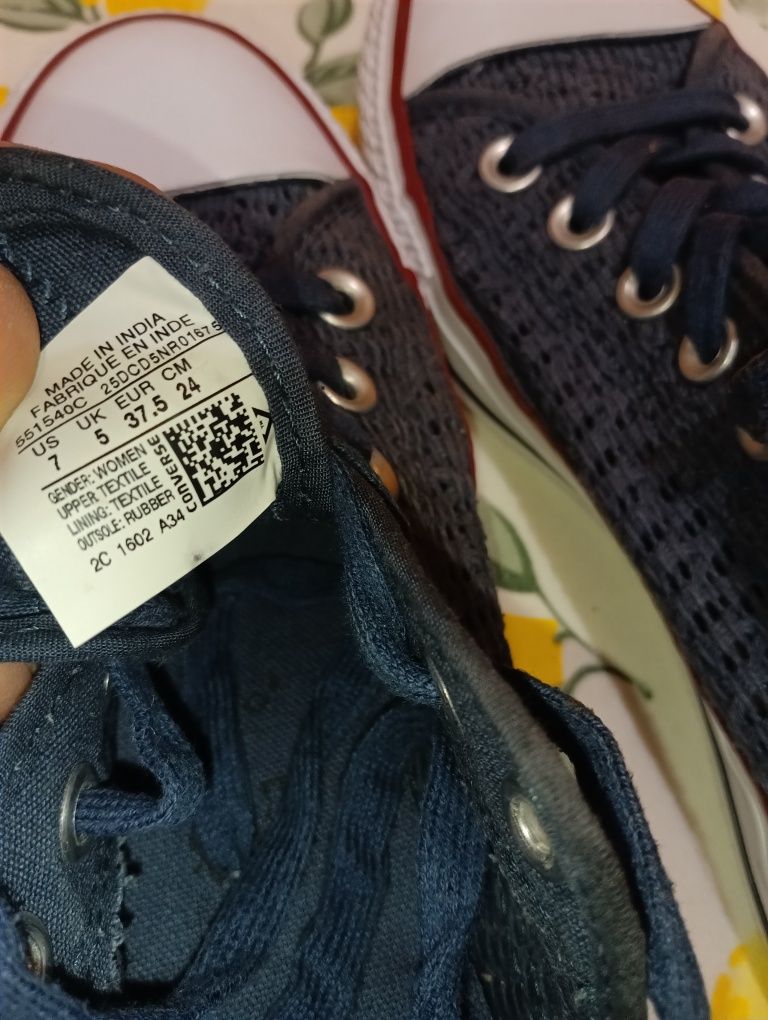 MADE IN INDIA
FABRIQUE EN INDE
551540C 25DCD5NR01675
US UK EUR CM
7 5 37.5 24
GENDER: WOMEN
UPPER: TEXTILE
LINING: TEXTILE
OUTSOLE: RUBBER
CONVERSE
2C 1602 A34